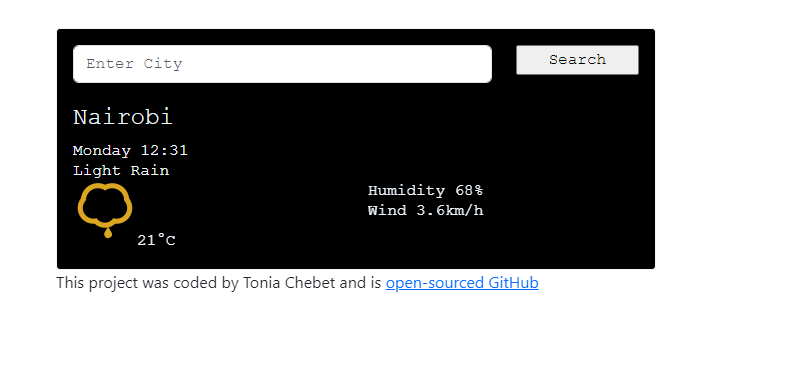 Enter City
Search
Nairobi
Monday 12:31
Light Rain
Humidity 68%
Wind 3.6km/h
21°C
This project was coded by Tonia Chebet and is open-sourced GitHub